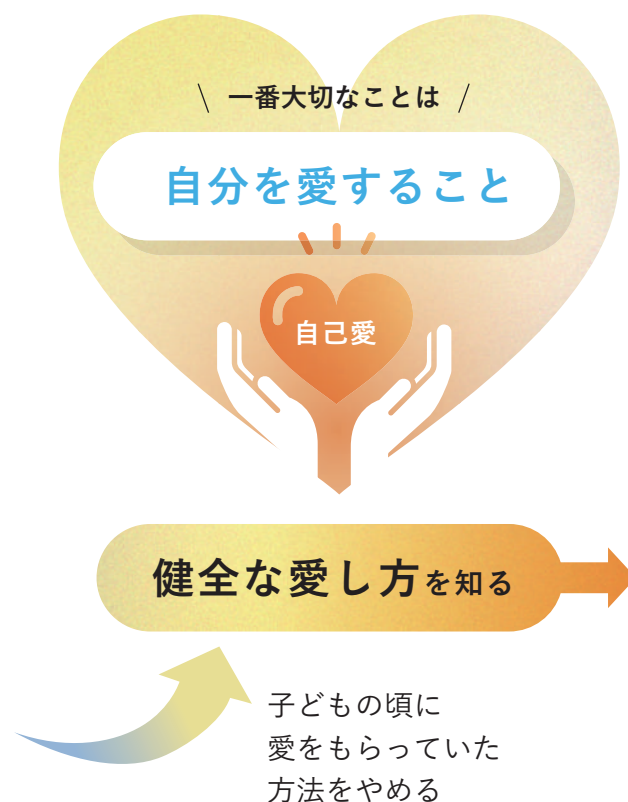 一番大切なことは
自分を愛すること
自己愛
健全な愛し方を知る
子どもの頃に
愛をもらっていた
方法をやめる